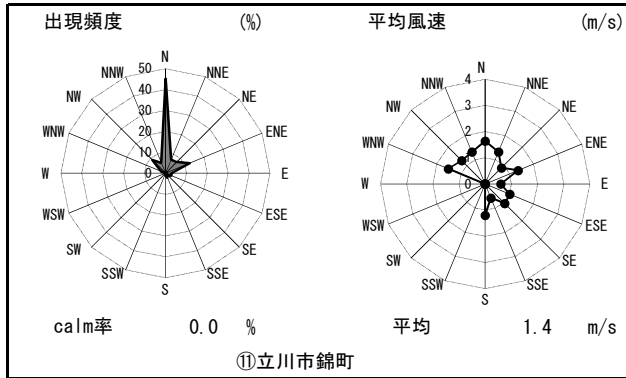 出現頻度 (%)
平均風速 (m/s)
N
NNE
NE
ENE
E
ESE
SE
SSE
S
SSW
SW
WSW
W
WNW
NW
NNW
50
40
30
20
10
0
N
NNE
NE
ENE
E
ESE
SE
SSE
S
SSW
SW
WSW
W
WNW
NW
NNW
4
3
2
1
0
calm率 0.0 %
平均 1.4 m/s
⑪立川市錦町